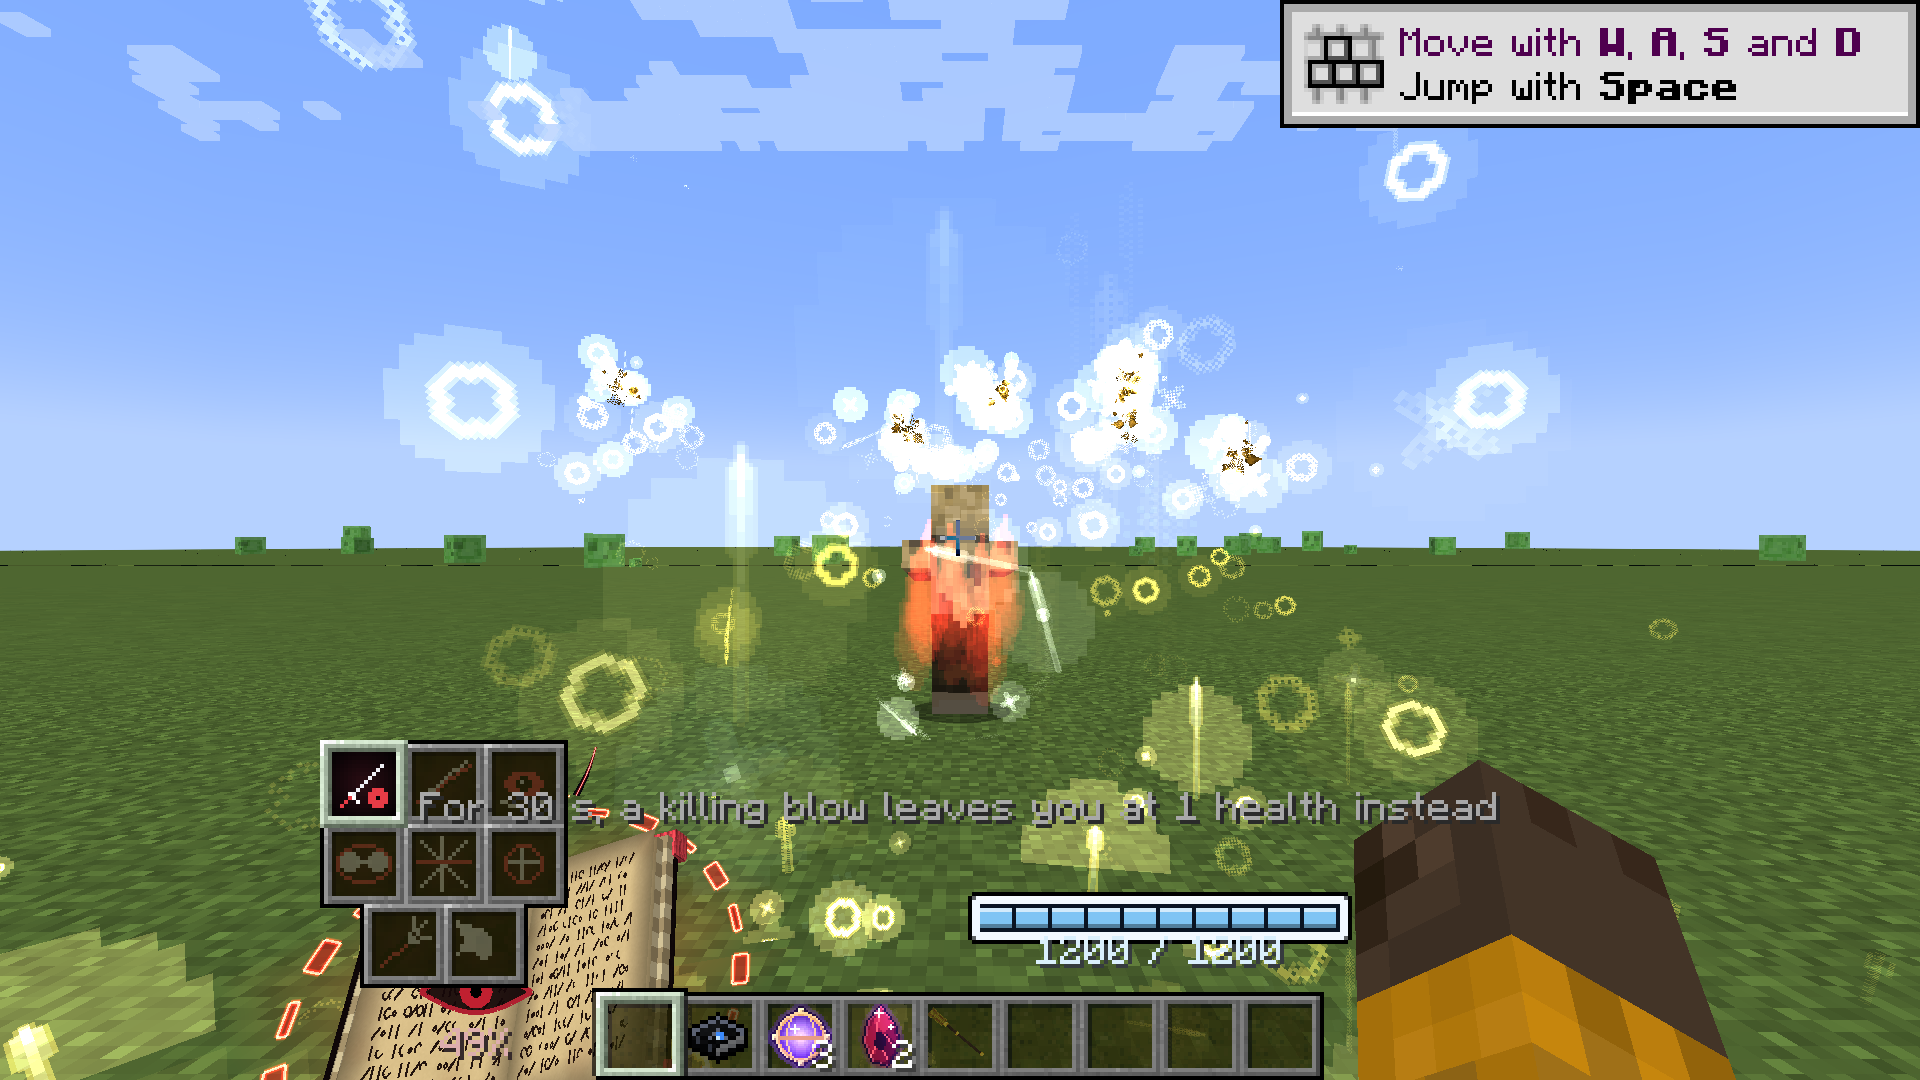 Move with W, A, S and D
Jump with Space
For 30 s, a killing blow leaves you at 1 health instead
1200 / 1200
3
2